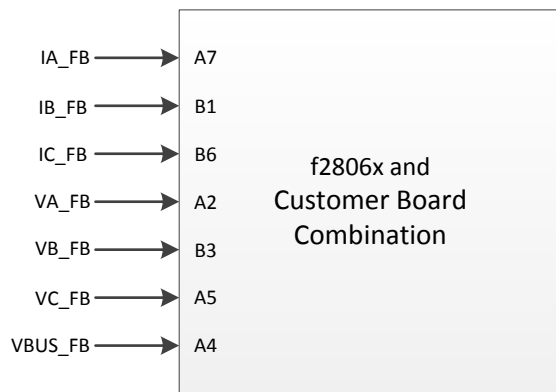 IA_FB A7
IB_FB B1
IC_FB B6
VA_FB A2
VB_FB B3
VC_FB A5
VBUS_FB A4
f2806x and
Customer Board
Combination